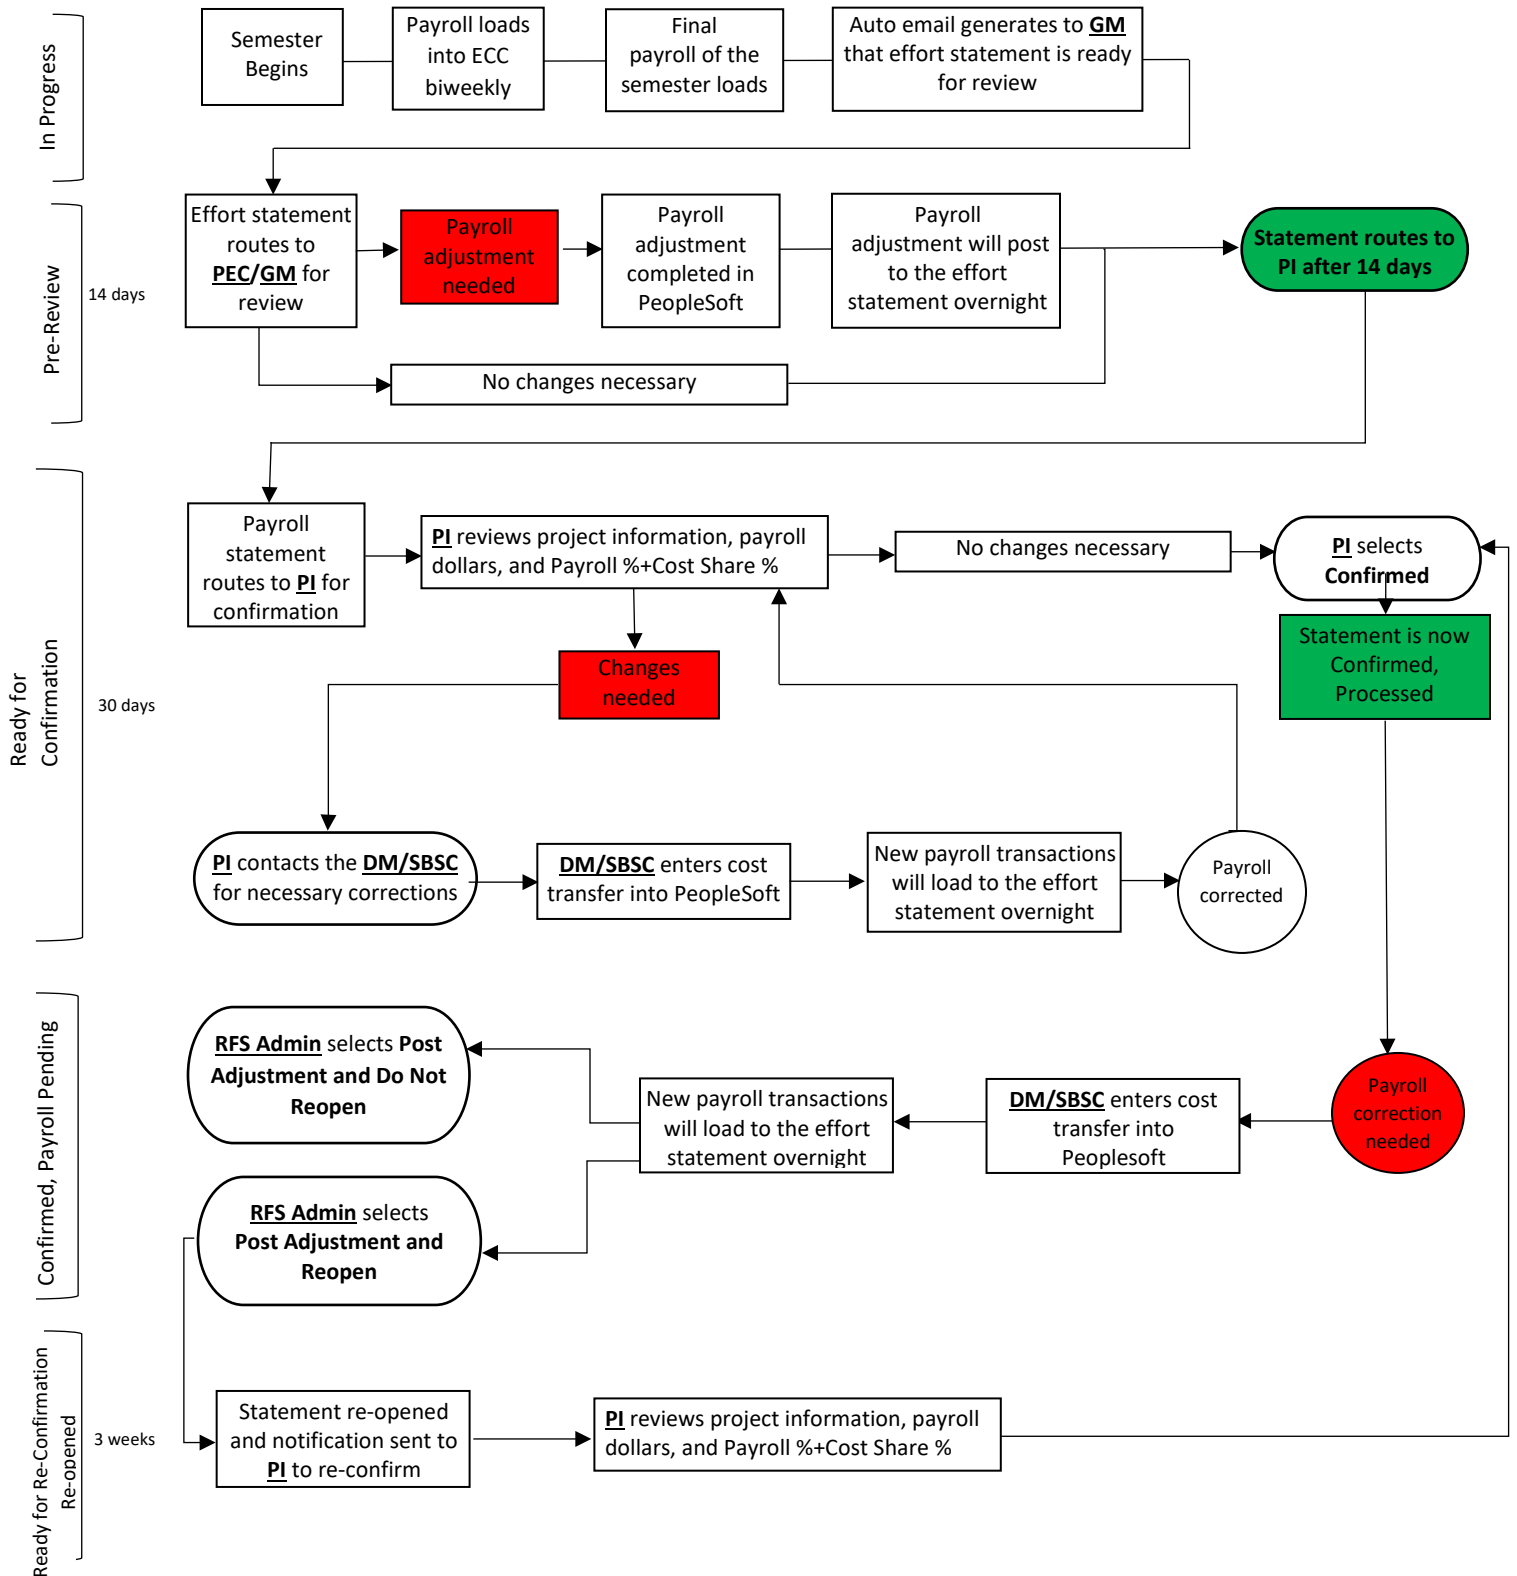 In Progress
Semester
Begins
Payroll loads
into ECC
biweekly
Final
payroll of the
semester loads
Auto email generates to GM
that effort statement is ready
for review
Pre-Review
14 days
Effort statement
routes to
PEC/GM for
review
Payroll
adjustment
needed
Payroll
adjustment
completed in
PeopleSoft
Payroll
adjustment will post
to the effort
statement overnight
Statement routes to
PI after 14 days
No changes necessary
Ready for
Confirmation
30 days
Payroll
statement
routes to PI for
confirmation
PI reviews project information, payroll
dollars, and Payroll %+Cost Share %
No changes necessary
PI selects
Confirmed
Statement is now
Confirmed,
Processed
Changes
needed
PI contacts the DM/SBSC
for necessary corrections
DM/SBSC enters cost
transfer into PeopleSoft
New payroll transactions
will load to the effort
statement overnight
Payroll
corrected
Confirmed, Payroll Pending
RFS Admin selects Post
Adjustment and Do Not
Reopen
New payroll transactions
will load to the effort
statement overnight
DM/SBSC enters cost
transfer into
Peoplesoft
Payroll
correction
needed
RFS Admin selects
Post Adjustment and
Reopen
Ready for Re-Confirmation
Re-opened
3 weeks
Statement re-opened
and notification sent to
PI to re-confirm
PI reviews project information, payroll
dollars, and Payroll %+Cost Share %